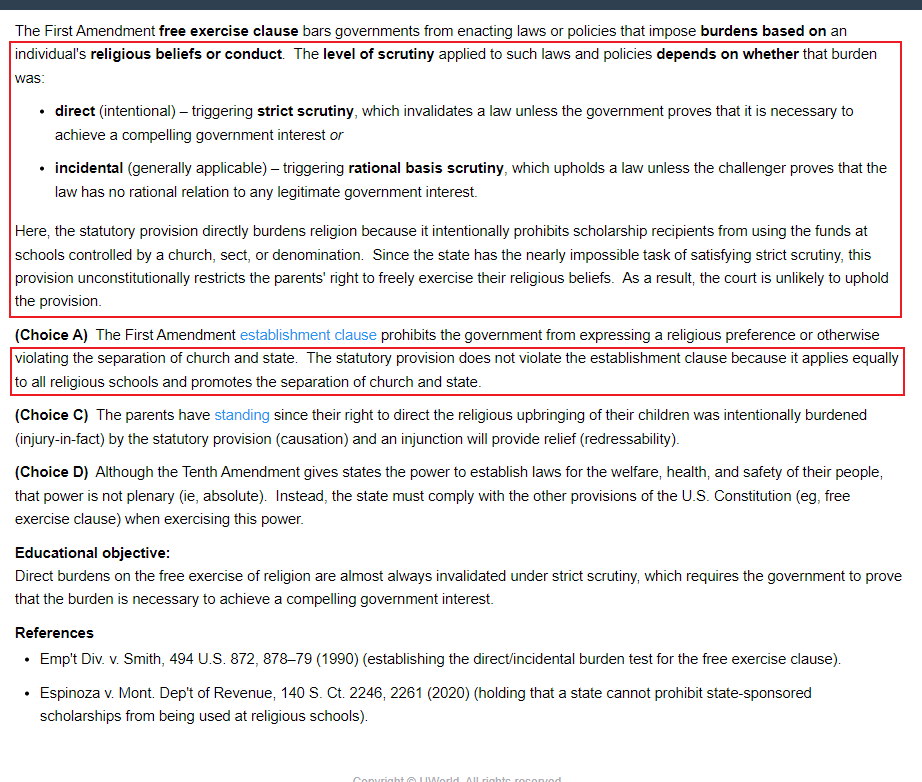 The First Amendment free exercise clause bars governments from enacting laws or policies that impose burdens based on an
individual's religious beliefs or conduct. The level of scrutiny applied to such laws and policies depends on whether that burden
was:
• direct (intentional) – triggering strict scrutiny, which invalidates a law unless the government proves that it is necessary to
achieve a compelling government interest or
• incidental (generally applicable) – triggering rational basis scrutiny, which upholds a law unless the challenger proves that the
law has no rational relation to any legitimate government interest.
Here, the statutory provision directly burdens religion because it intentionally prohibits scholarship recipients from using the funds at
schools controlled by a church, sect, or denomination. Since the state has the nearly impossible task of satisfying strict scrutiny, this
provision unconstitutionally restricts the parents' right to freely exercise their religious beliefs. As a result, the court is unlikely to uphold
the provision.
(Choice A) The First Amendment establishment clause prohibits the government from expressing a religious preference or otherwise
violating the separation of church and state. The statutory provision does not violate the establishment clause because it applies equally
to all religious schools and promotes the separation of church and state.
(Choice C) The parents have standing since their right to direct the religious upbringing of their children was intentionally burdened
(injury-in-fact) by the statutory provision (causation) and an injunction will provide relief (redressability).
(Choice D) Although the Tenth Amendment gives states the power to establish laws for the welfare, health, and safety of their people,
that power is not plenary (ie, absolute). Instead, the state must comply with the other provisions of the U.S. Constitution (eg, free
exercise clause) when exercising this power.
Educational objective:
Direct burdens on the free exercise of religion are almost always invalidated under strict scrutiny, which requires the government to prove
that the burden is necessary to achieve a compelling government interest.
References
• Emp't Div. v. Smith, 494 U.S. 872, 878–79 (1990) (establishing the direct/incidental burden test for the free exercise clause).
• Espinoza v. Mont. Dep't of Revenue, 140 S. Ct. 2246, 2261 (2020) (holding that a state cannot prohibit state-sponsored
scholarships from being used at religious schools).
Copyright © UWorld. All rights reserved.